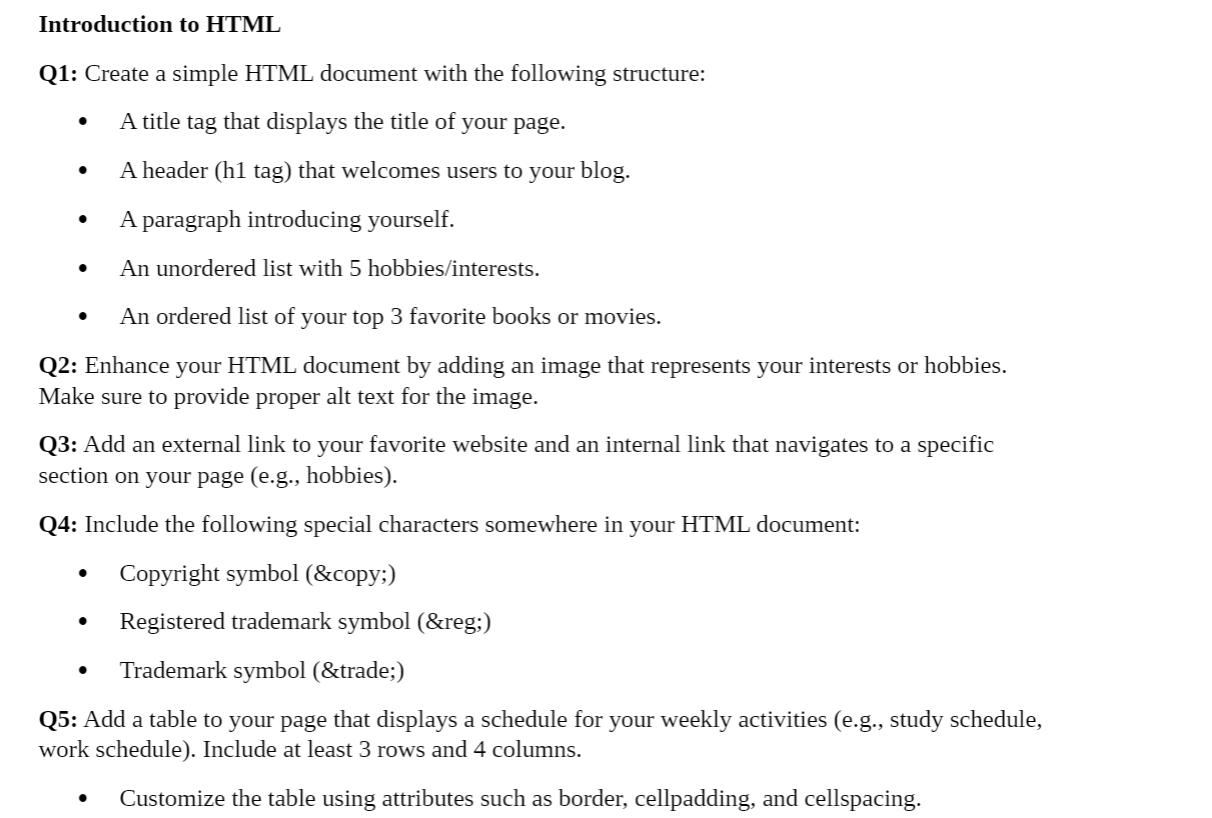 Introduction to HTML
Q1: Create a simple HTML document with the following structure:
• A title tag that displays the title of your page.
• A header (h1 tag) that welcomes users to your blog.
• A paragraph introducing yourself.
• An unordered list with 5 hobbies/interests.
• An ordered list of your top 3 favorite books or movies.
Q2: Enhance your HTML document by adding an image that represents your interests or hobbies.
Make sure to provide proper alt text for the image.
Q3: Add an external link to your favorite website and an internal link that navigates to a specific
section on your page (e.g., hobbies).
Q4: Include the following special characters somewhere in your HTML document:
• Copyright symbol (&copy;)
• Registered trademark symbol (&reg;)
• Trademark symbol (&trade;)
Q5: Add a table to your page that displays a schedule for your weekly activities (e.g., study schedule,
work schedule). Include at least 3 rows and 4 columns.
• Customize the table using attributes such as border, cellpadding, and cellspacing.